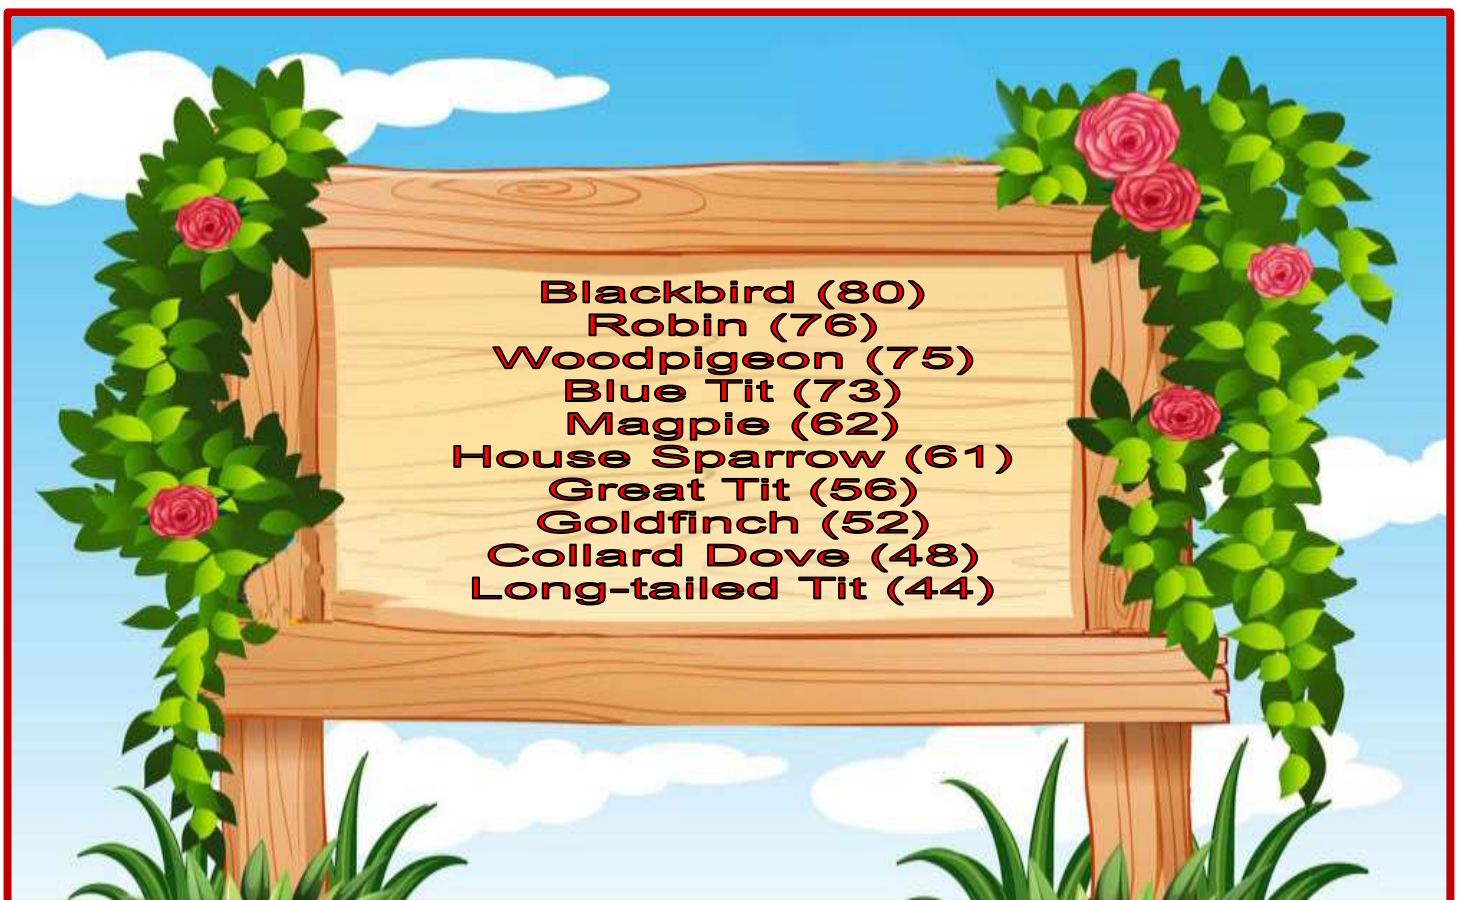 Blackbird (80)
Robin (76)
Woodpigeon (75)
Blue Tit (73)
Magpie (62)
House Sparrow (61)
Great Tit (56)
Goldfinch (52)
Collard Dove (48)
Long-tailed Tit (44)